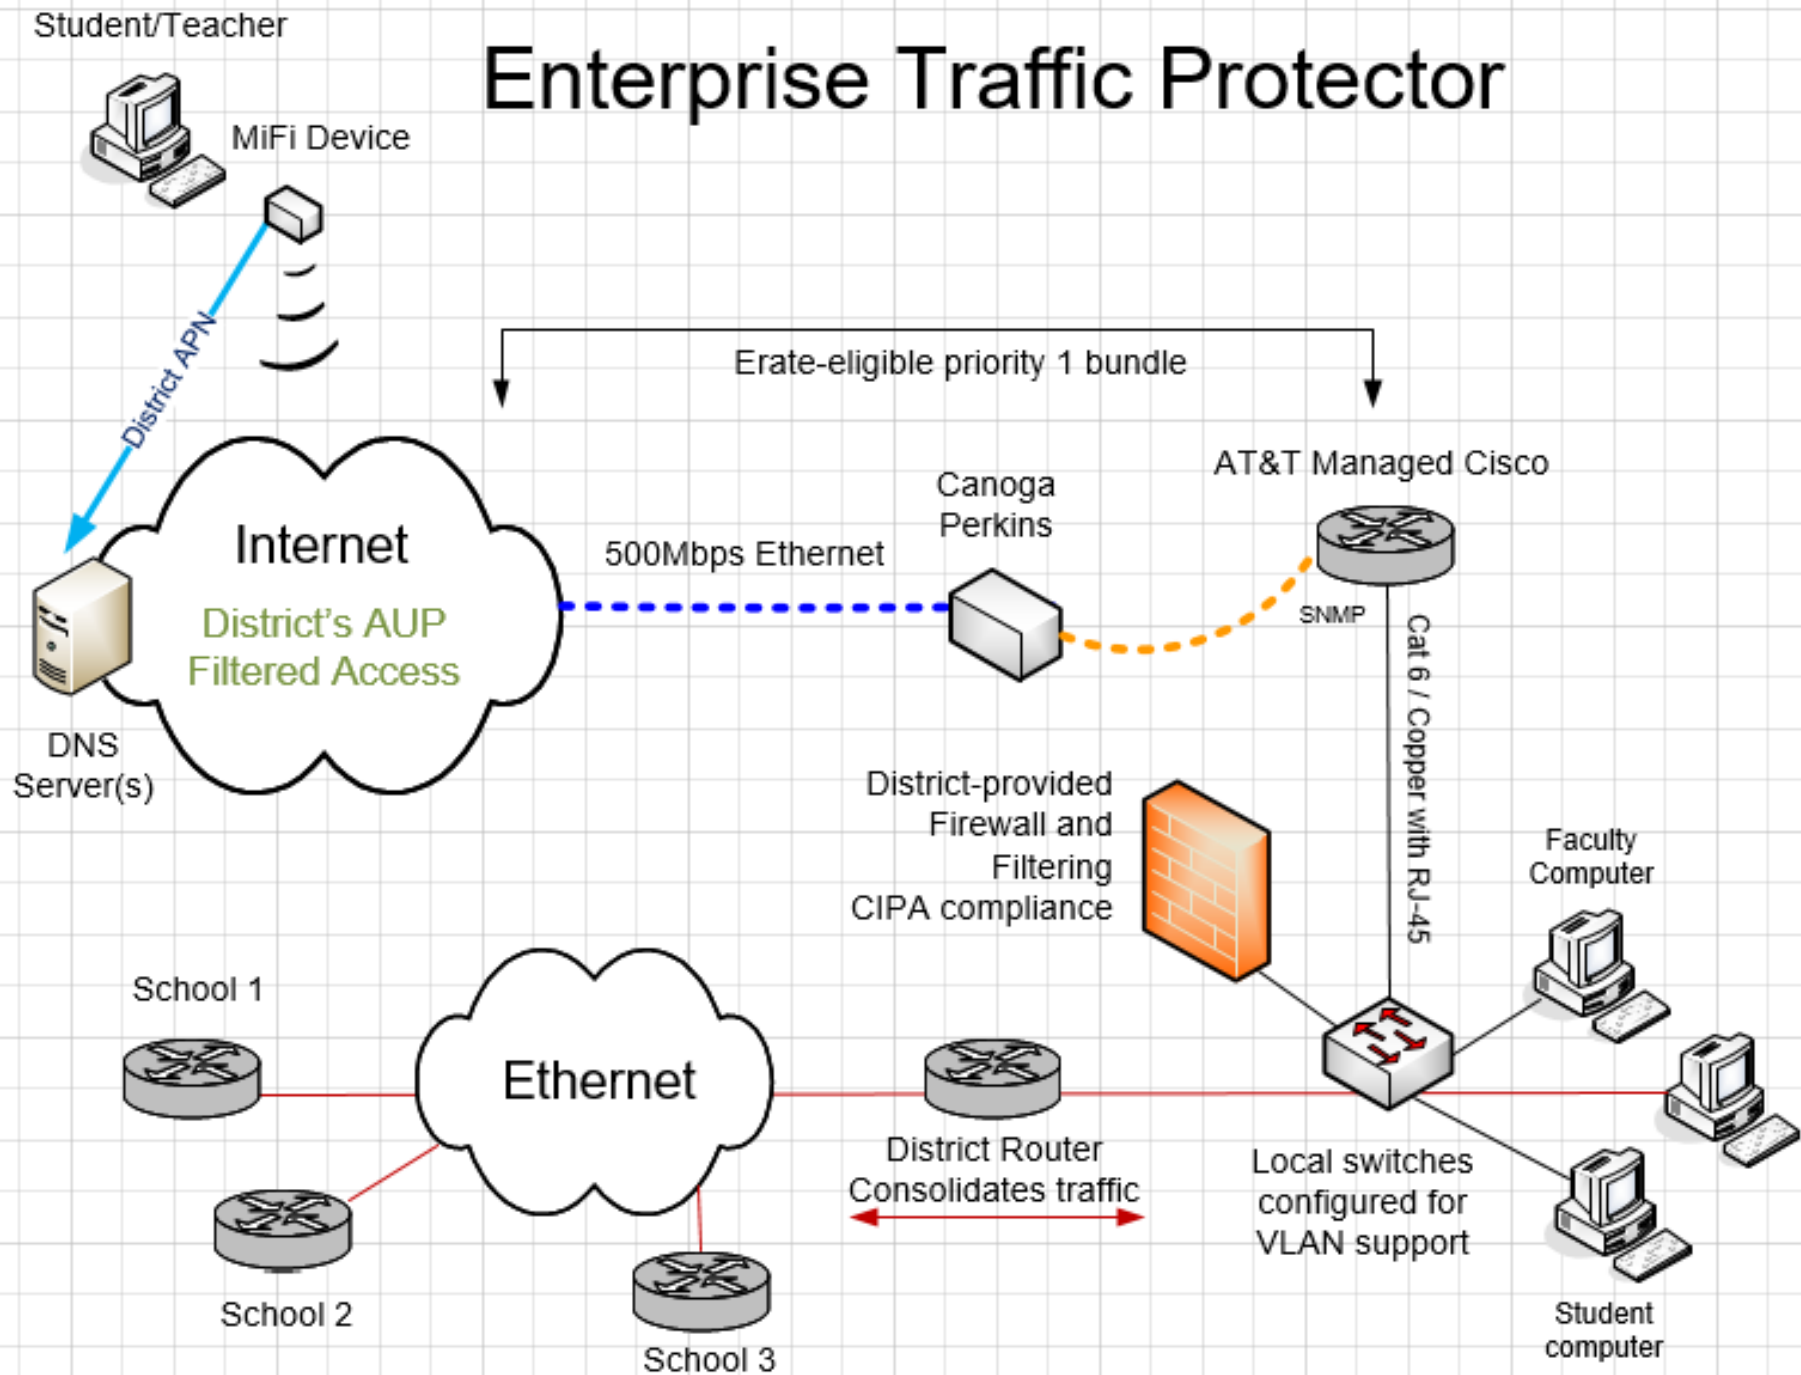 Student/Teacher
Enterprise Traffic Protector
MiFi Device
District APN
Erate-eligible priority 1 bundle
AT&T Managed Cisco
Canoga
Perkins
Internet
500Mbps Ethernet
District's AUP
Filtered Access
SNMP
Cat 6 / Copper with RJ-45
DNS
Server(s)
District-provided
Firewall and
Filtering
CIPA compliance
Faculty
Computer
School 1
Ethernet
District Router
Consolidates traffic
Local switches
configured for
VLAN support
School 2
School 3
Student
computer